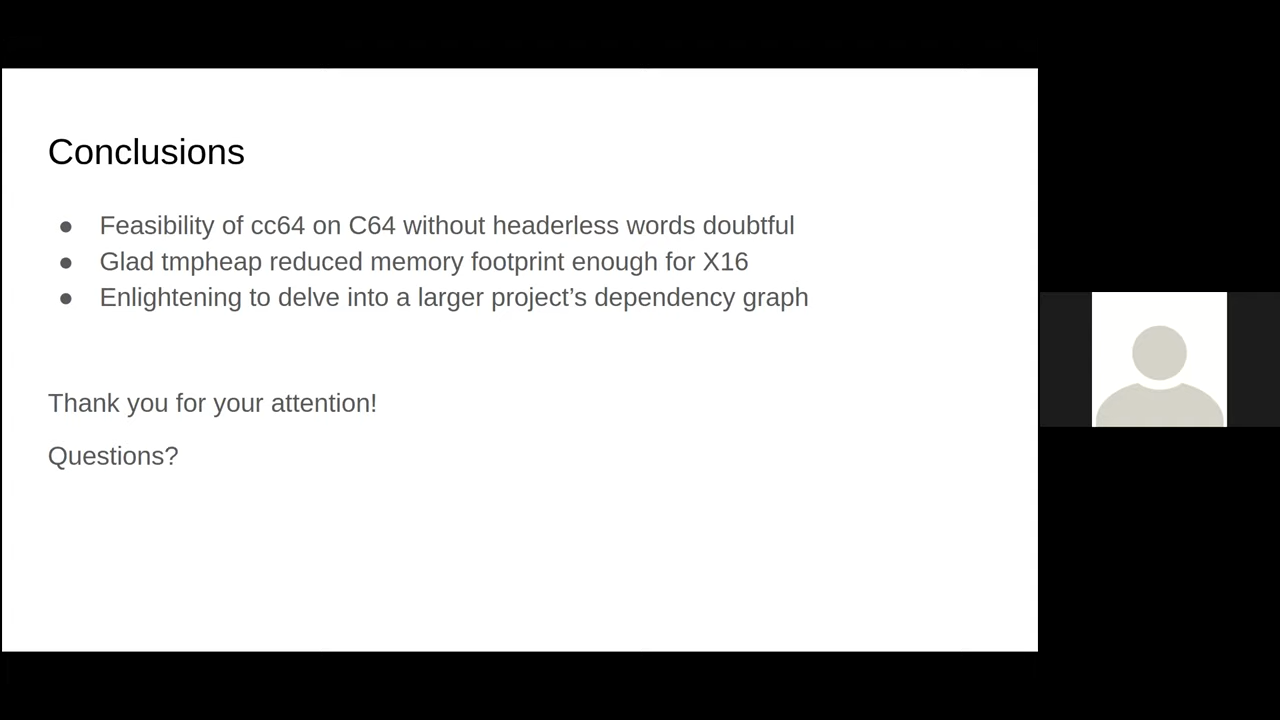 Conclusions
● Feasibility of cc64 on C64 without headerless words doubtful
● Glad tmpheap reduced memory footprint enough for X16
● Enlightening to delve into a larger project’s dependency graph
Thank you for your attention!
Questions?